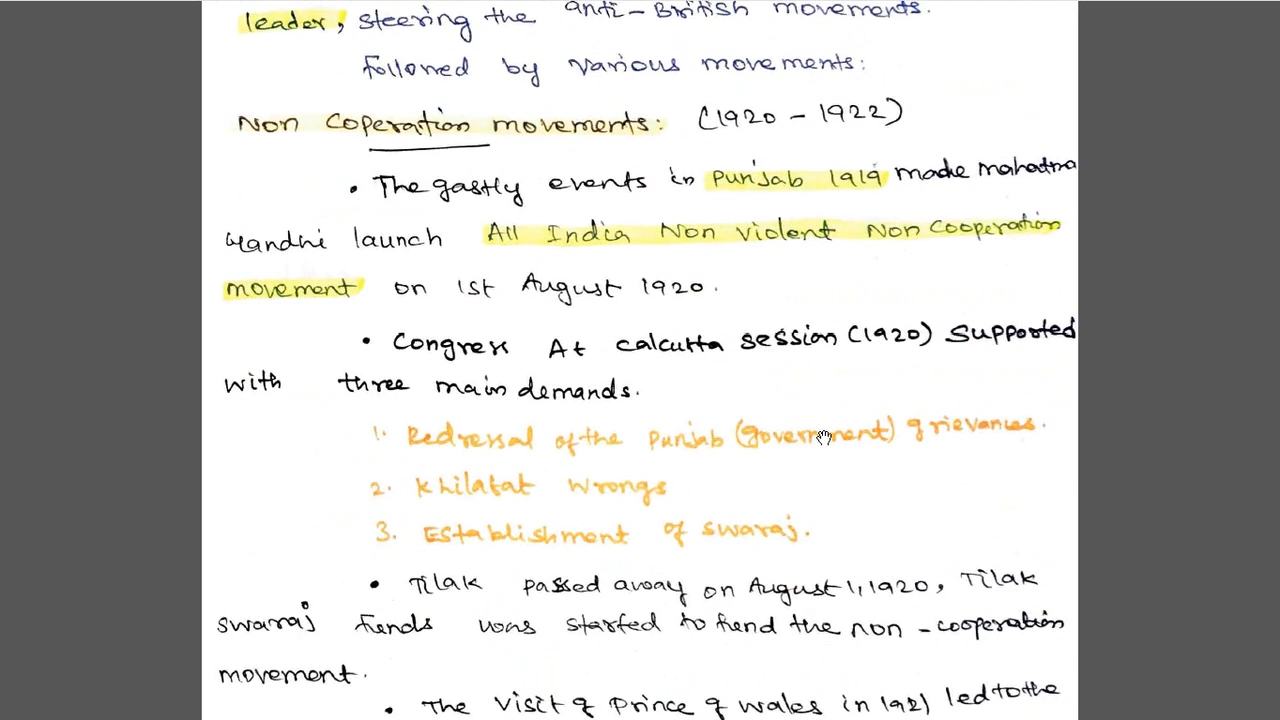 leader, steering the anti-British movements.
followed by various movements:
Non Coperation movements: (1920 - 1922)
• The gastly events in Punjab 1919 made mahatma
Gandhi launch All India Non violent Non Cooperation
movement on 1st August 1920.
• Congress At calcutta session (1920) Supported
with three main demands.
1. Redressal of the Punjab (government) grievances.
2. Khilafat wrongs
3. Establishment of swaraj.
• Tilak passed away on August 1, 1920, Tilak
swaraj funds was started to fund the non-cooperation
movement.
• The visit of Prince of wales in 1921 led to the